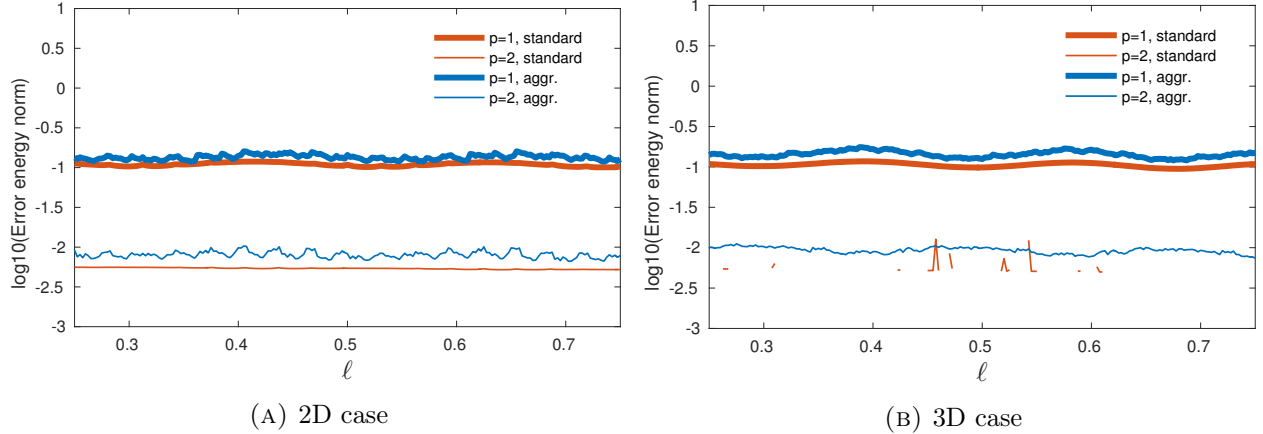 1
0.5
0
-0.5
-1
-1.5
-2
-2.5
-3
log10(Error energy norm)
p=1, standard
p=2, standard
p=1, aggr.
p=2, aggr.
0.3 0.4 0.5 0.6 0.7
ℓ
(A) 2D case
1
0.5
0
-0.5
-1
-1.5
-2
-2.5
-3
log10(Error energy norm)
p=1, standard
p=2, standard
p=1, aggr.
p=2, aggr.
0.3 0.4 0.5 0.6 0.7
ℓ
(B) 3D case